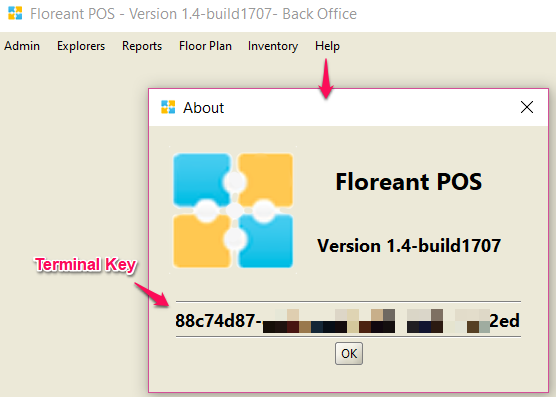 Floreant POS - Version 1.4-build1707- Back Office
Admin Explorers Reports Floor Plan Inventory Help
About
Floreant POS
Version 1.4-build1707
Terminal Key
88c74d87- 2ed
OK